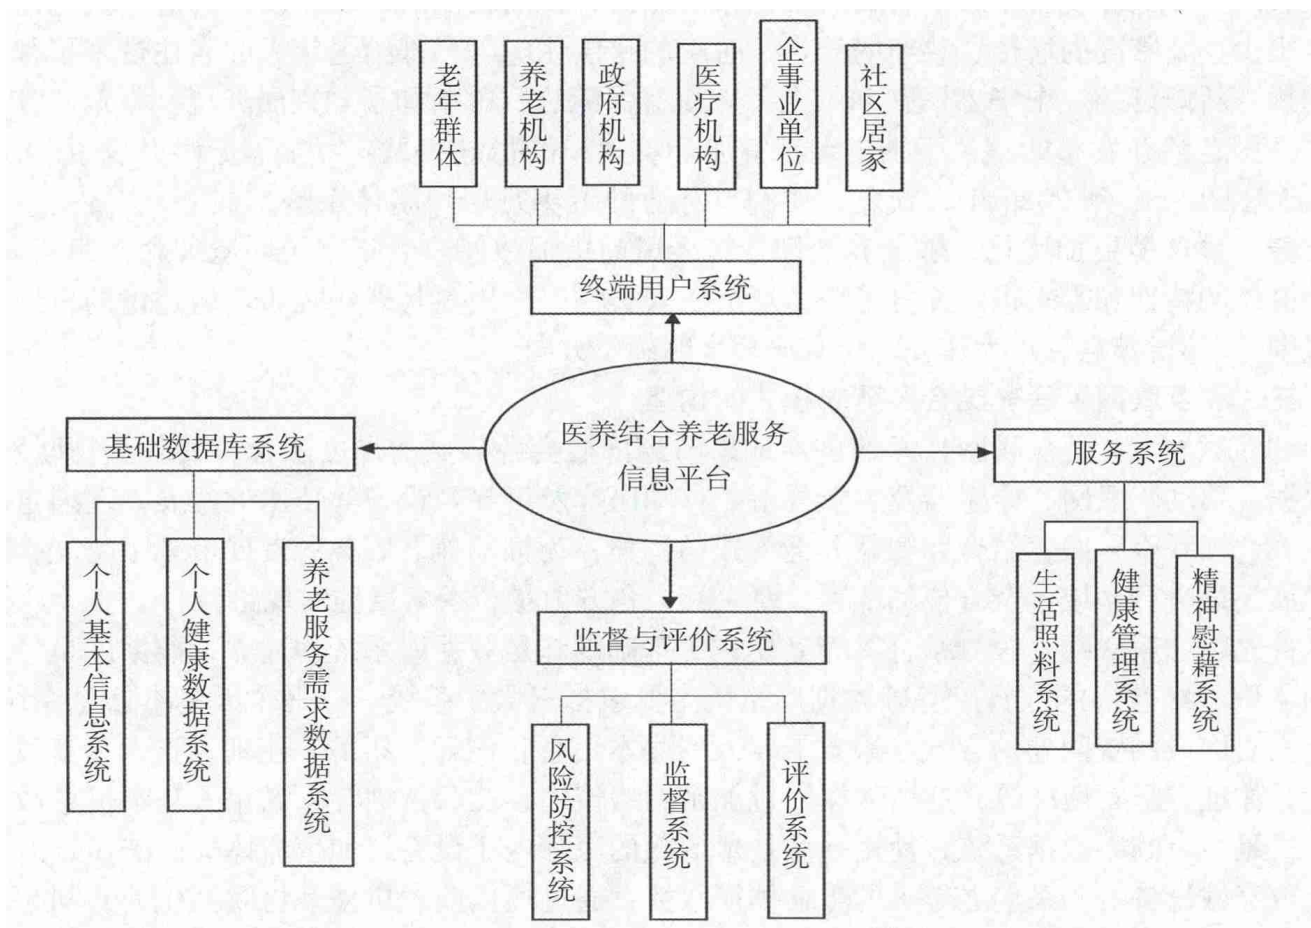 老年群体
养老机构
政府机构
医疗机构
企事业单位
社区居家
终端用户系统
医养结合养老服务
信息平台
基础数据库系统
服务系统
个人基本信息系统
个人健康数据系统
养老服务需求数据系统
生活照料系统
健康管理系统
精神慰藉系统
监督与评价系统
风险防控系统
监督系统
评价系统